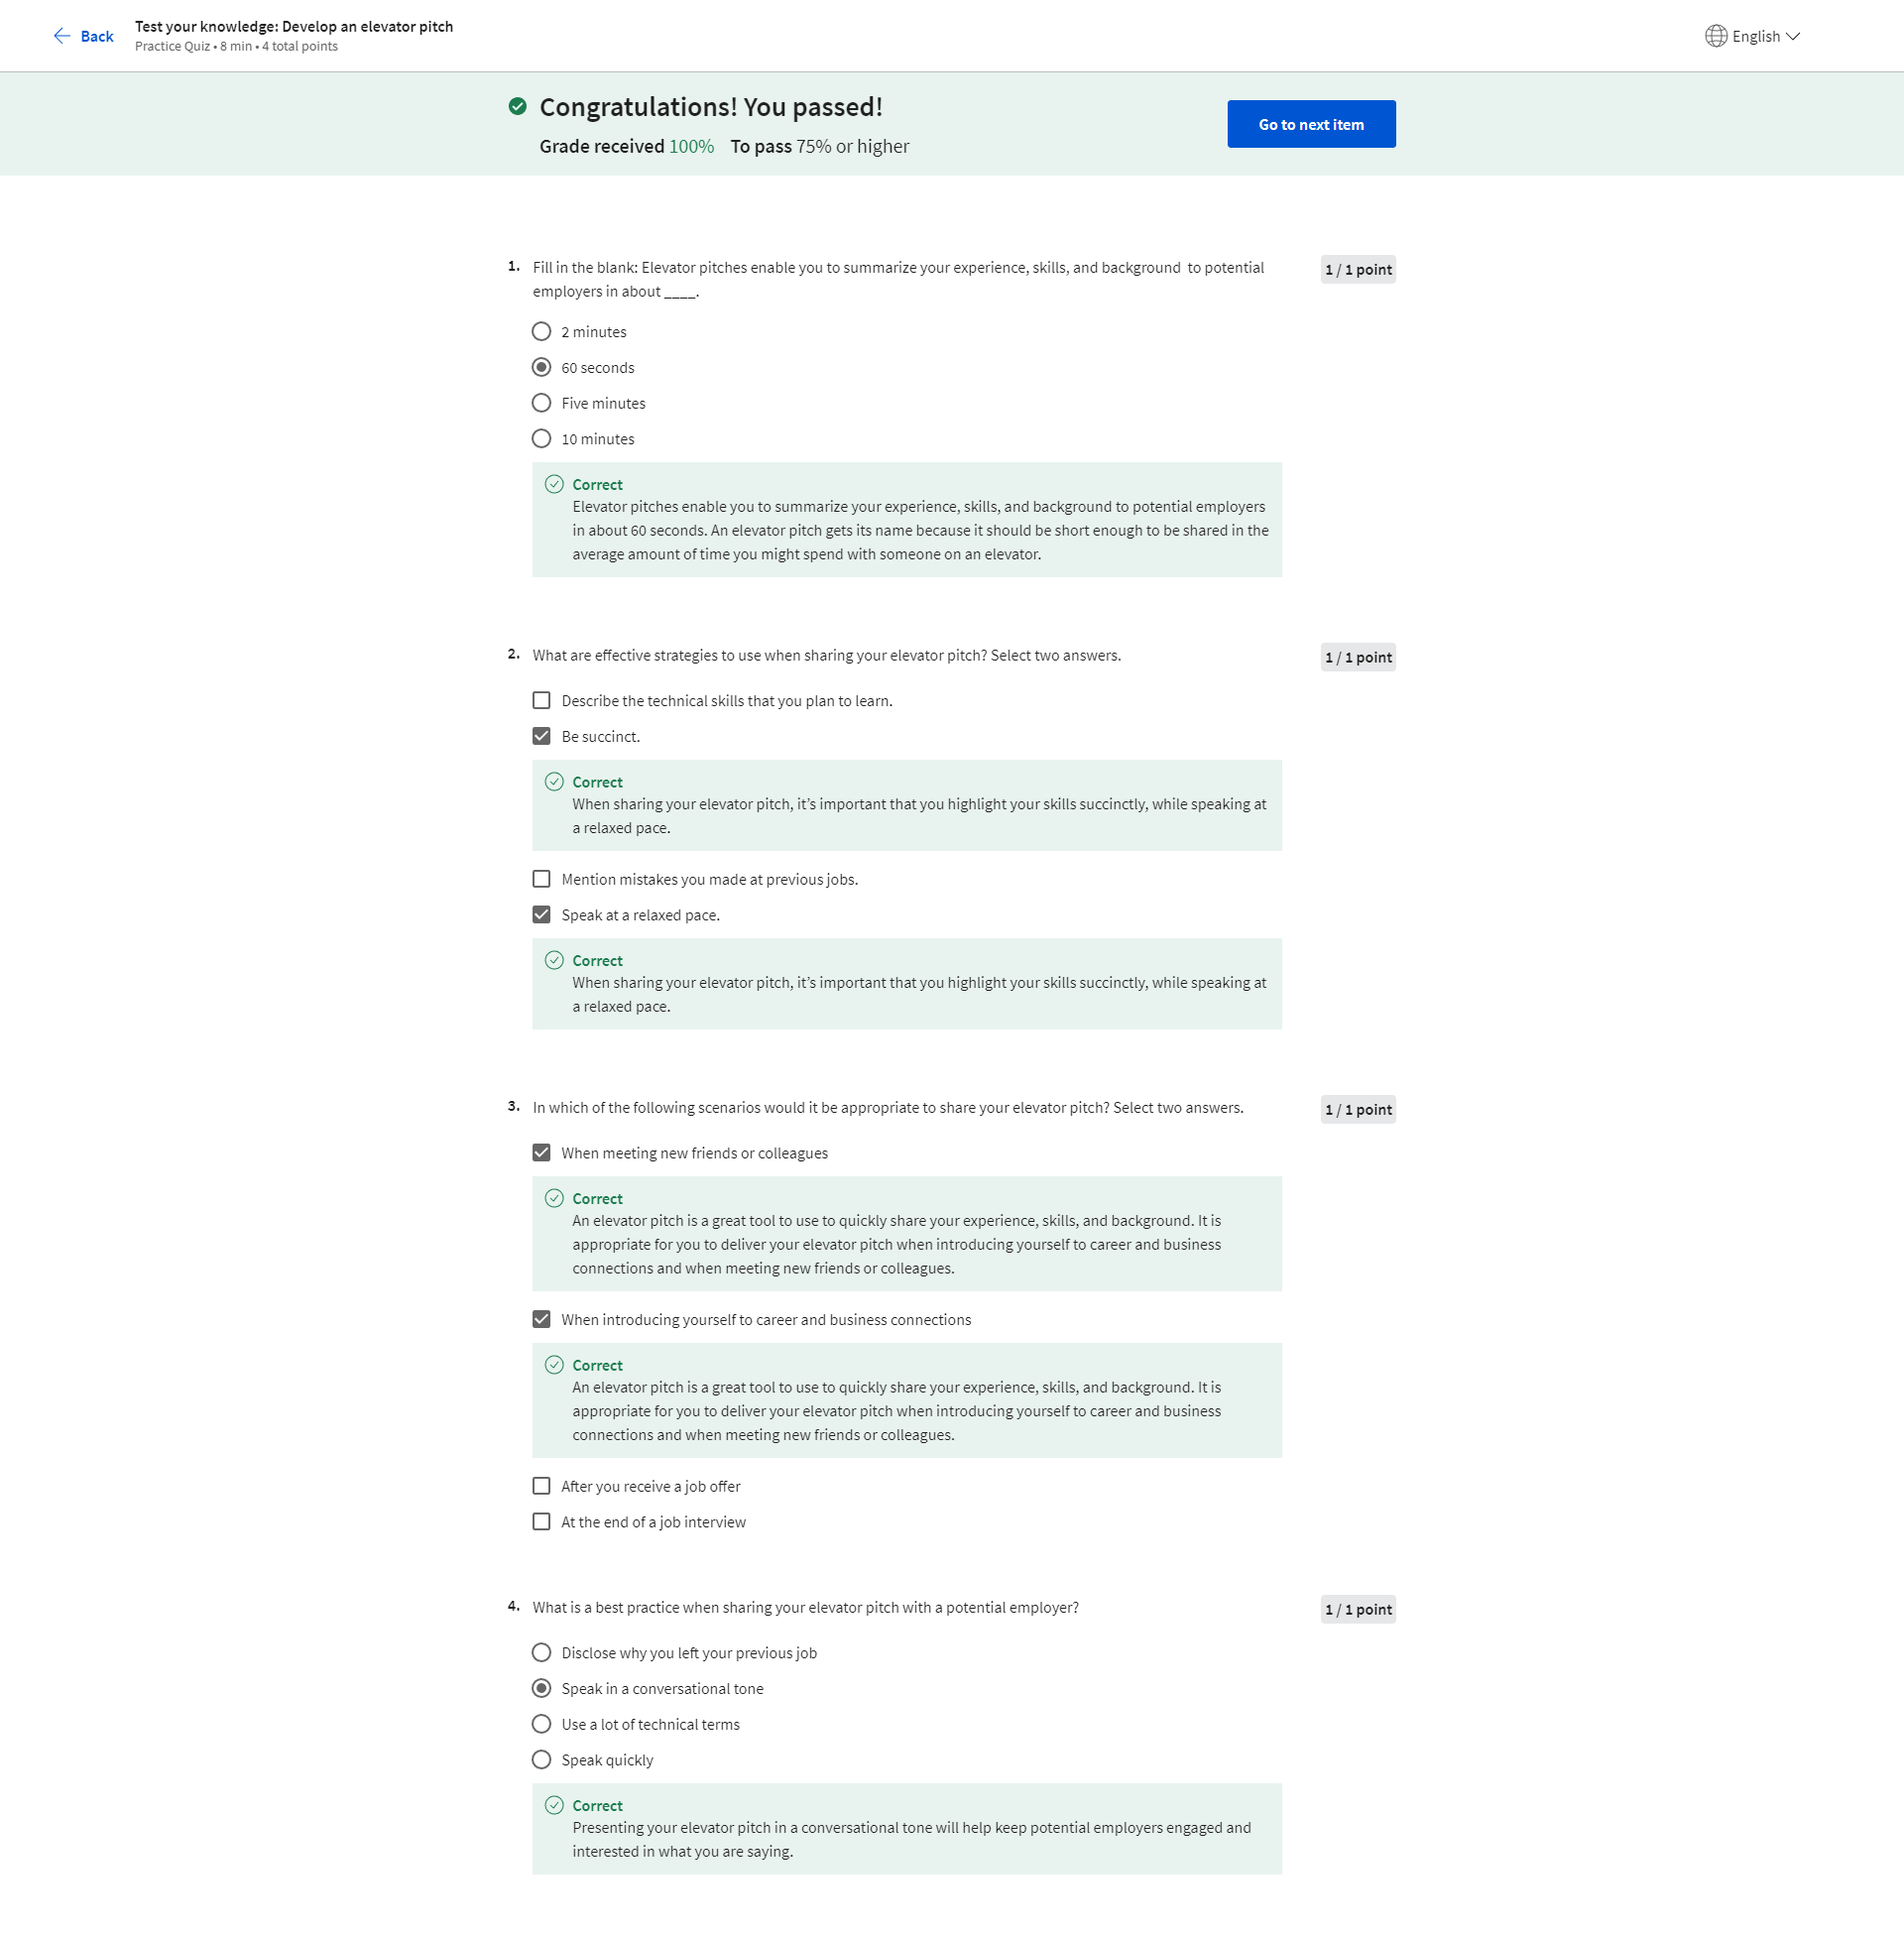 Back
Test your knowledge: Develop an elevator pitch
Practice Quiz • 8 min • 4 total points
English
Congratulations! You passed!
Grade received 100% To pass 75% or higher
Go to next item
1. Fill in the blank: Elevator pitches enable you to summarize your experience, skills, and background  to potential
employers in about ____.
1 / 1 point
2 minutes
60 seconds
Five minutes
10 minutes
Correct
Elevator pitches enable you to summarize your experience, skills, and background to potential employers
in about 60 seconds. An elevator pitch gets its name because it should be short enough to be shared in the
average amount of time you might spend with someone on an elevator.
2. What are effective strategies to use when sharing your elevator pitch? Select two answers.
1 / 1 point
Describe the technical skills that you plan to learn.
Be succinct.
Correct
When sharing your elevator pitch, it’s important that you highlight your skills succinctly, while speaking at
a relaxed pace.
Mention mistakes you made at previous jobs.
Speak at a relaxed pace.
Correct
When sharing your elevator pitch, it’s important that you highlight your skills succinctly, while speaking at
a relaxed pace.
3. In which of the following scenarios would it be appropriate to share your elevator pitch? Select two answers.
1 / 1 point
When meeting new friends or colleagues
Correct
An elevator pitch is a great tool to use to quickly share your experience, skills, and background. It is
appropriate for you to deliver your elevator pitch when introducing yourself to career and business
connections and when meeting new friends or colleagues.
When introducing yourself to career and business connections
Correct
An elevator pitch is a great tool to use to quickly share your experience, skills, and background. It is
appropriate for you to deliver your elevator pitch when introducing yourself to career and business
connections and when meeting new friends or colleagues.
After you receive a job offer
At the end of a job interview
4. What is a best practice when sharing your elevator pitch with a potential employer?
1 / 1 point
Disclose why you left your previous job
Speak in a conversational tone
Use a lot of technical terms
Speak quickly
Correct
Presenting your elevator pitch in a conversational tone will help keep potential employers engaged and
interested in what you are saying.